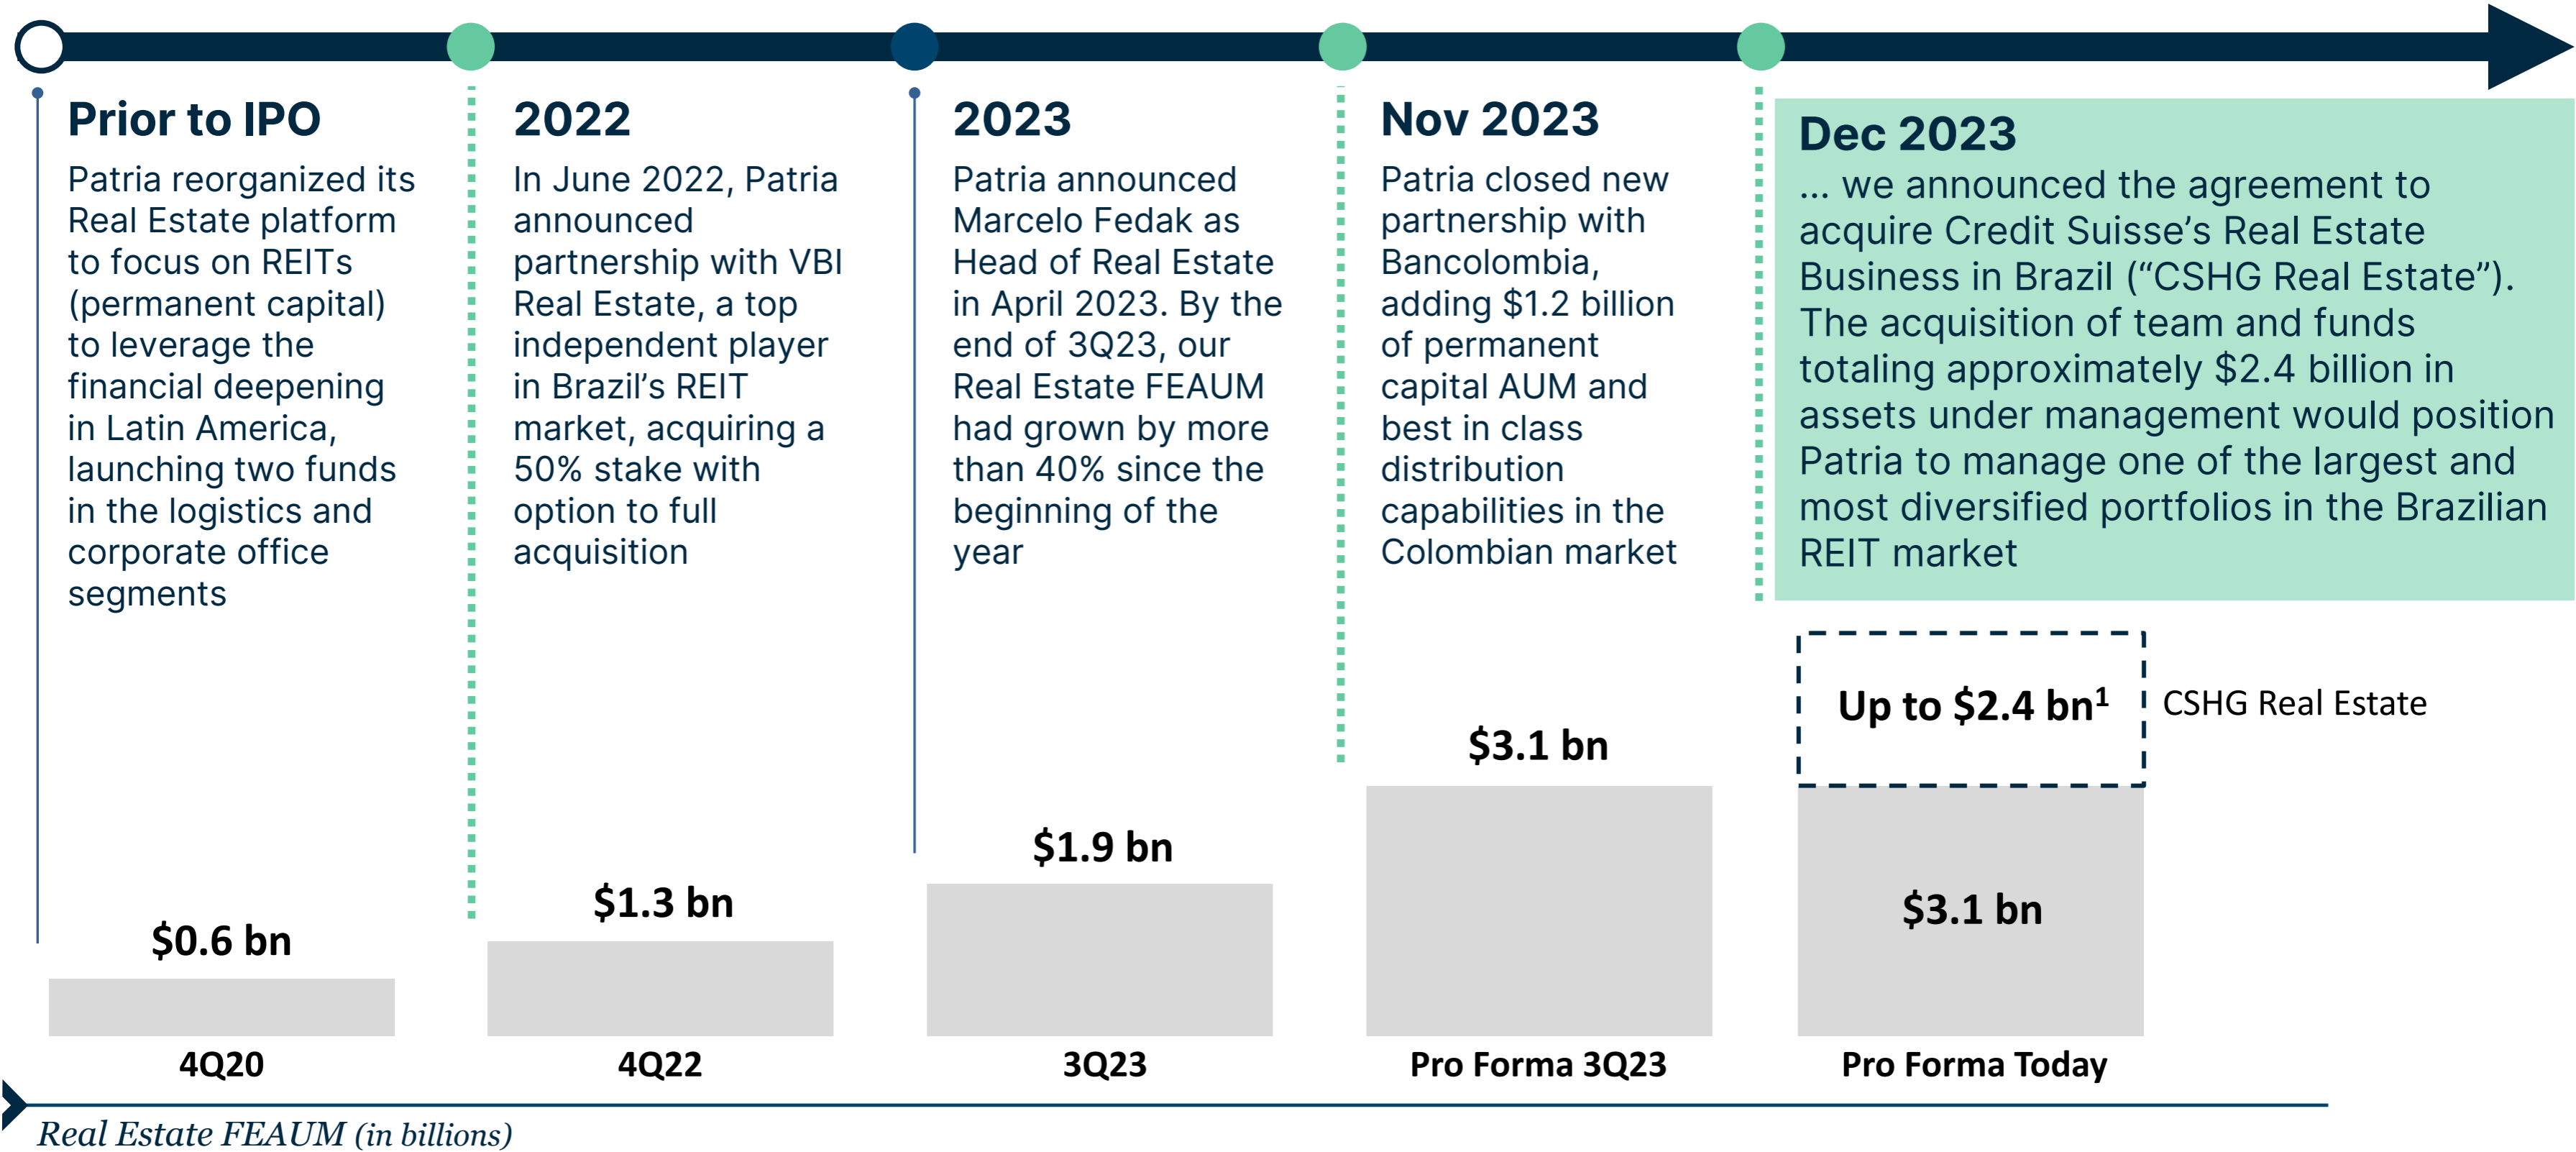 Prior to IPO
Patria reorganized its
Real Estate platform
to focus on REITs
(permanent capital)
to leverage the
financial deepening
in Latin America,
launching two funds
in the logistics and
corporate office
segments
2022
In June 2022, Patria
announced
partnership with VBI
Real Estate, a top
independent player
in Brazil’s REIT
market, acquiring a
50% stake with
option to full
acquisition
2023
Patria announced
Marcelo Fedak as
Head of Real Estate
in April 2023. By the
end of 3Q23, our
Real Estate FEAUM
had grown by more
than 40% since the
beginning of the
year
Nov 2023
Patria closed new
partnership with
Bancolombia,
adding $1.2 billion
of permanent
capital AUM and
best in class
distribution
capabilities in the
Colombian market
Dec 2023
... we announced the agreement to
acquire Credit Suisse’s Real Estate
Business in Brazil (“CSHG Real Estate”).
The acquisition of team and funds
totaling approximately $2.4 billion in
assets under management would position
Patria to manage one of the largest and
most diversified portfolios in the Brazilian
REIT market
$0.6 bn
$1.3 bn
$1.9 bn
$3.1 bn
Up to $2.4 bn¹
CSHG Real Estate
$3.1 bn
4Q20
4Q22
3Q23
Pro Forma 3Q23
Pro Forma Today
Real Estate FEAUM (in billions)